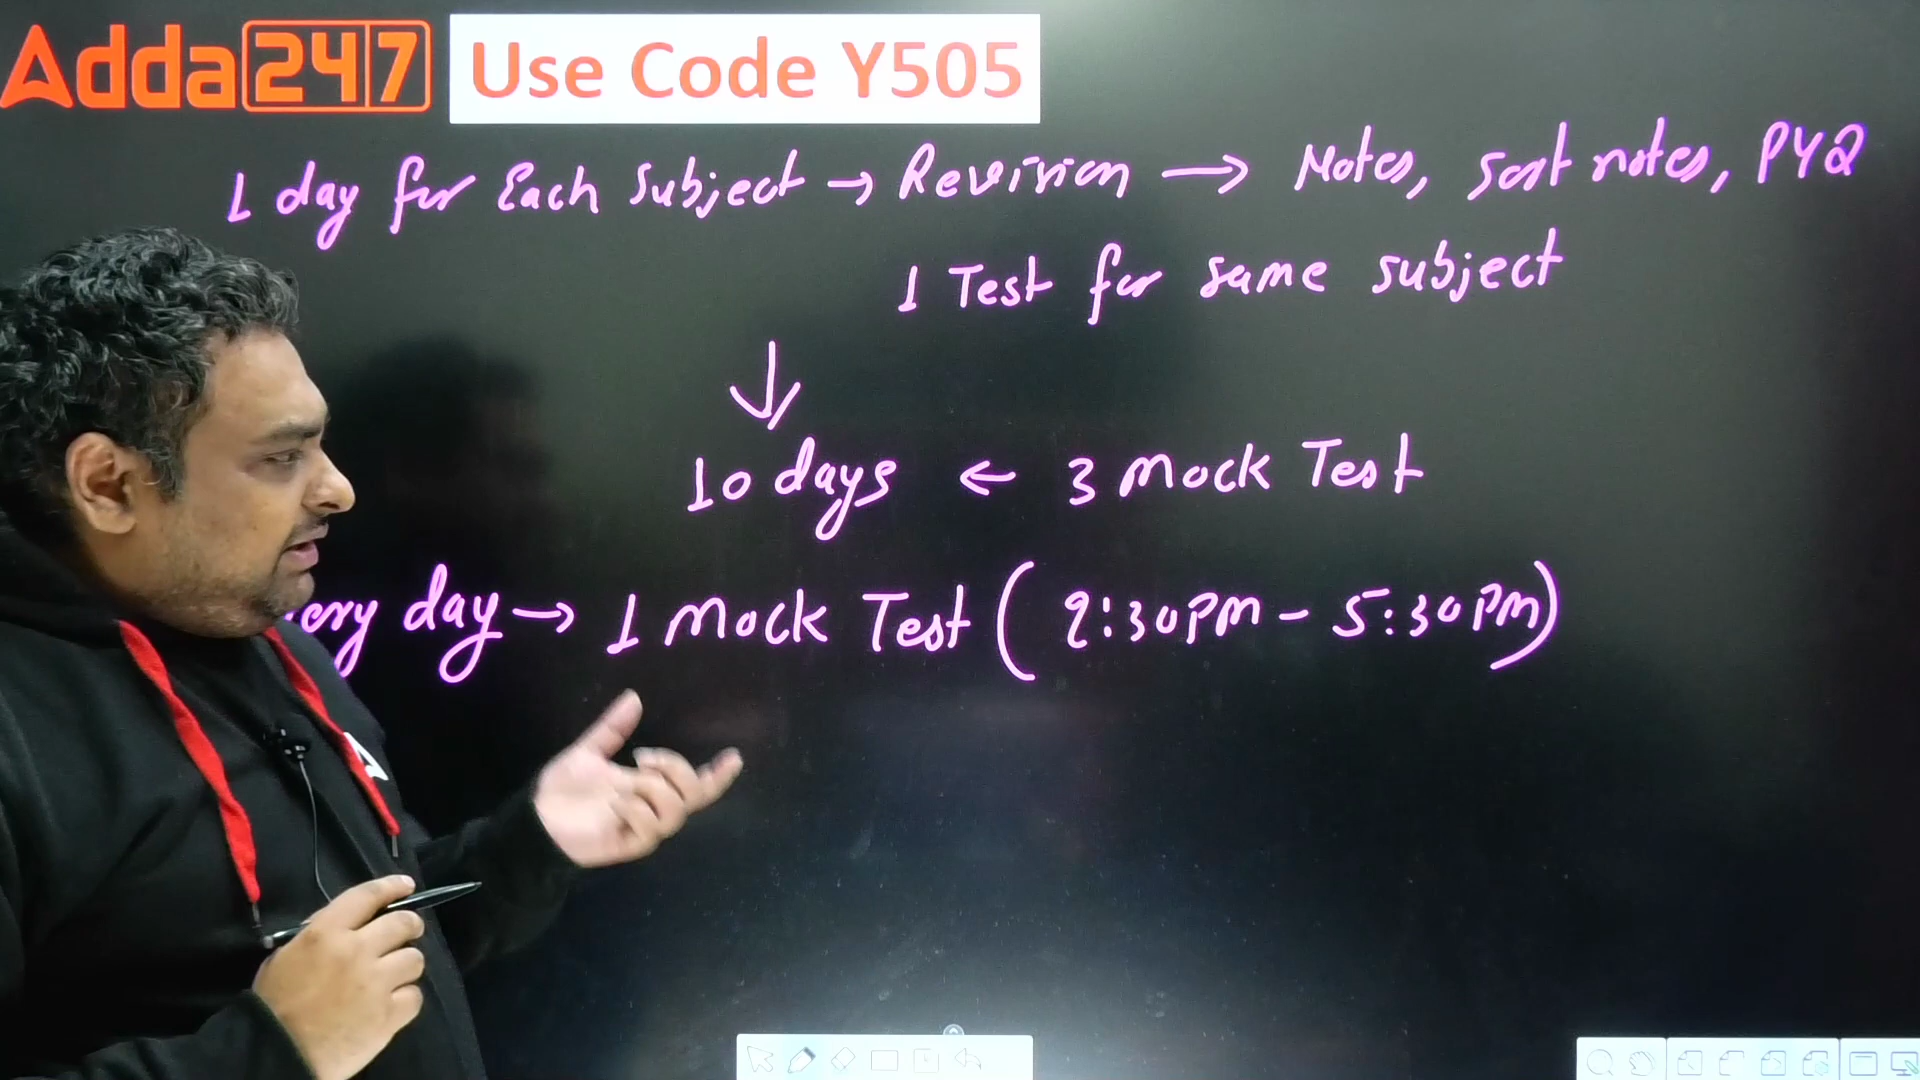 Adda247 Use Code Y505
1 day for Each Subject → Revision → Notes, sort notes, PYQ
1 Test for same subject
↓
10 days ← 3 Mock Test
ery day → 1 Mock Test (2:30PM - 5:30PM)